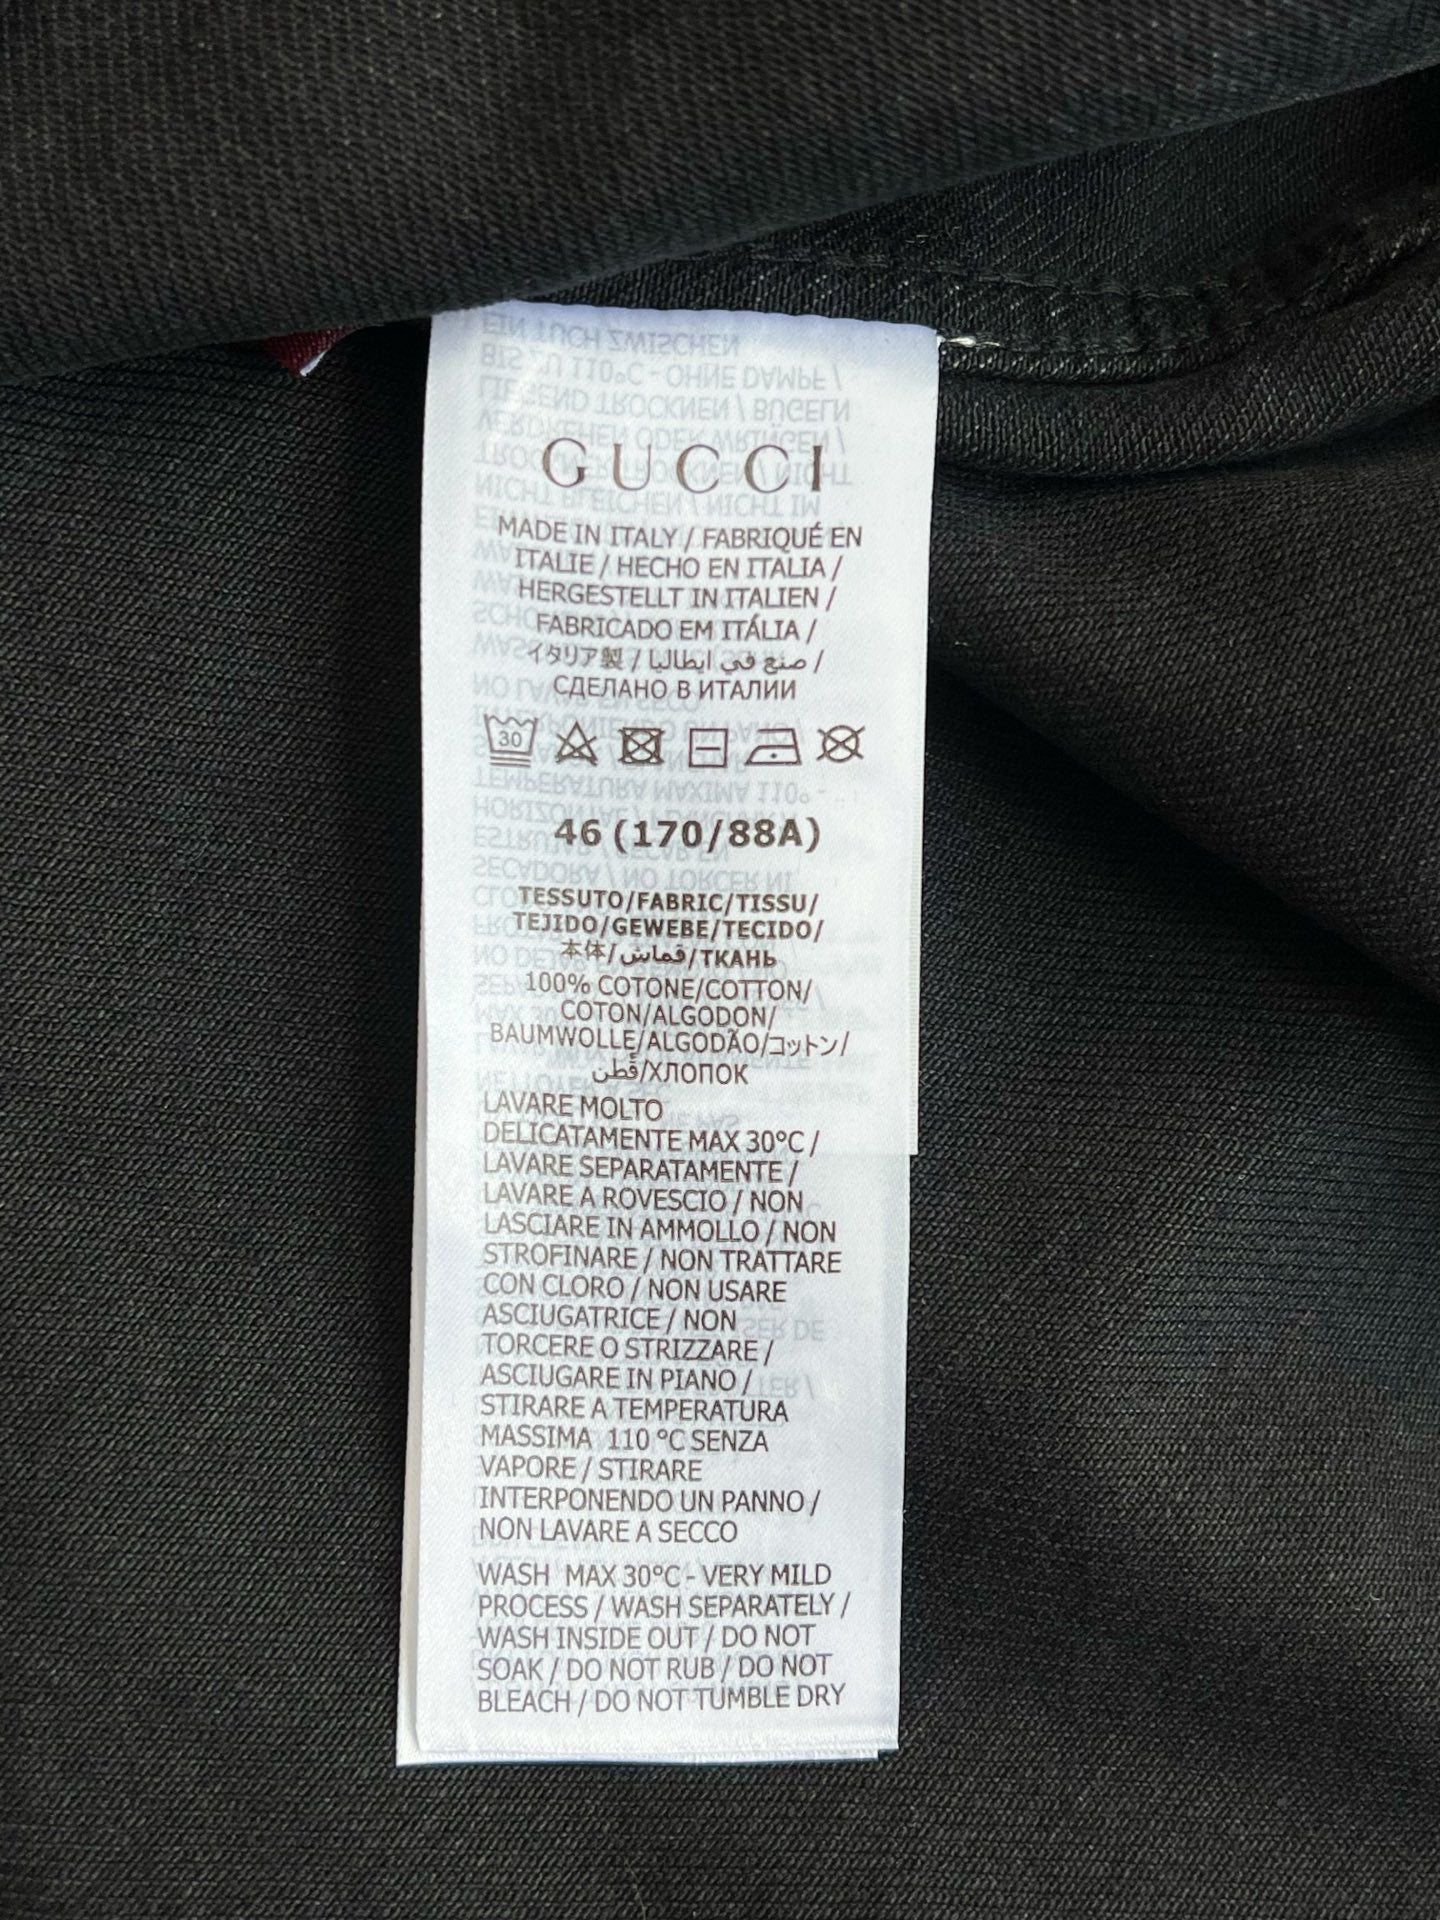 GUCCI
MADE IN ITALY / FABRIQUÉ EN
ITALIE / HECHO EN ITALIA /
HERGESTELLT IN ITALIEN /
FABRICADO EM ITÁLIA /
イタリア製 / صنع في ايطاليا /
СДЕЛАНО В ИТАЛИИ
30
46 (170/88A)
TESSUTO/FABRIC/TISSU/
TEJIDO/GEWEBE/TECIDO/
本体/قماش/ТКАНЬ
100% COTONE/COTTON/
COTON/ALGODON/
BAUMWOLLE/ALGODÃO/コットン/
قُطن/ХЛОПОК
LAVARE MOLTO
DELICATAMENTE MAX 30°C /
LAVARE SEPARATAMENTE /
LAVARE A ROVESCIO / NON
LASCIARE IN AMMOLLO / NON
STROFINARE / NON TRATTARE
CON CLORO / NON USARE
ASCIUGATRICE / NON
TORCERE O STRIZZARE /
ASCIUGARE IN PIANO /
STIRARE A TEMPERATURA
MASSIMA 110 °C SENZA
VAPORE / STIRARE
INTERPONENDO UN PANNO /
NON LAVARE A SECCO
WASH MAX 30°C - VERY MILD
PROCESS / WASH SEPARATELY /
WASH INSIDE OUT / DO NOT
SOAK / DO NOT RUB / DO NOT
BLEACH / DO NOT TUMBLE DRY